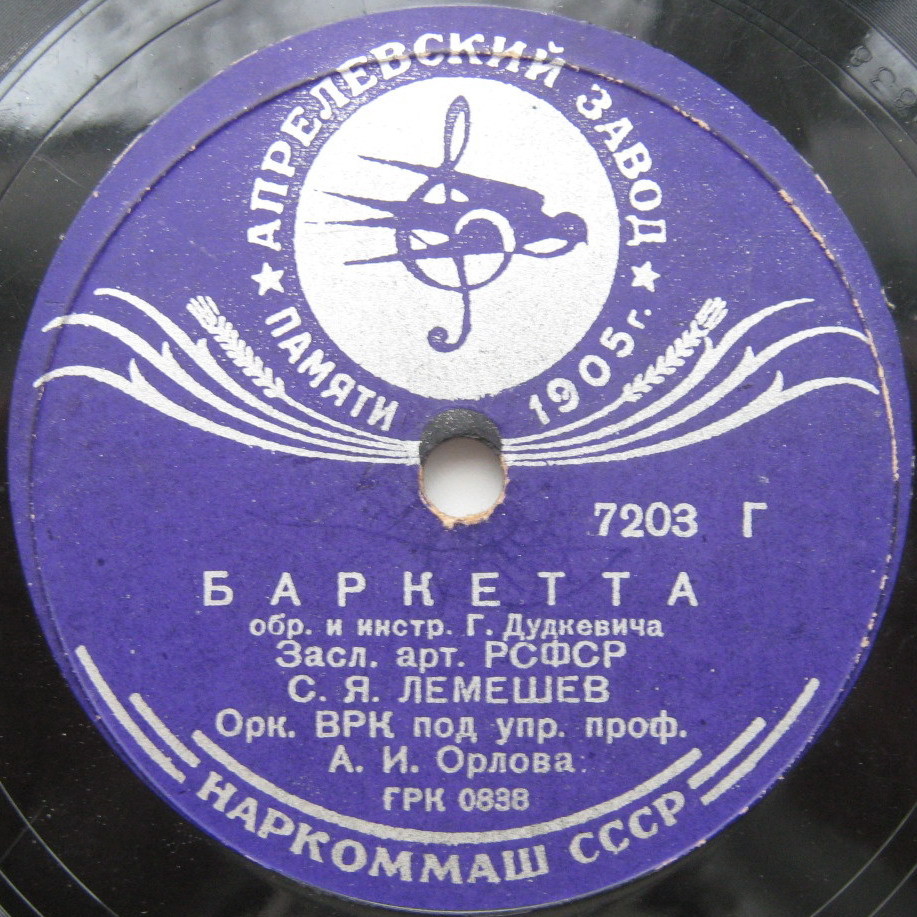 АПРЕЛЕВСКИЙ ЗАВОД
ПАМЯТИ 1905 г.
7203 Г
БАРКЕТТА
обр. и инстр. Г. Дудкевича
Засл. арт. РСФСР
С. Я. ЛЕМЕШЕВ
Орк. ВРК под упр. проф.
А. И. Орлова
ГРК 0838
НАРКОММАШ СССР